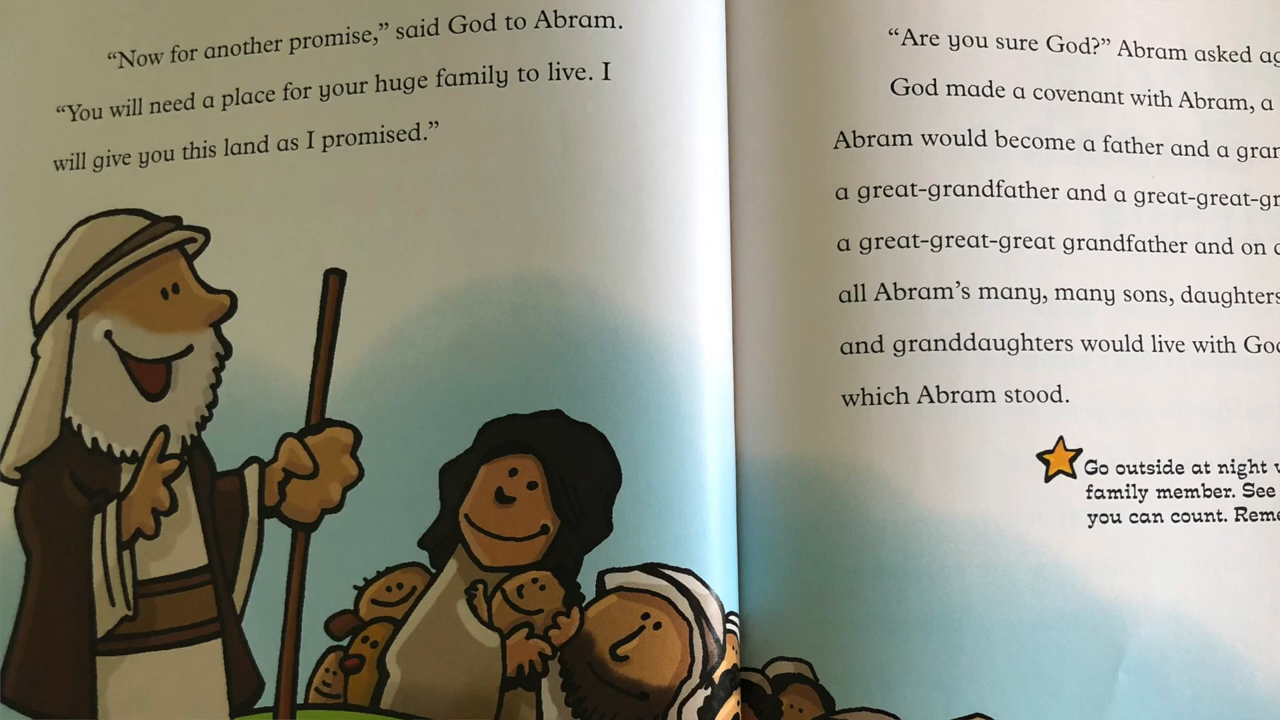 “Now for another promise,” said God to Abram.
“You will need a place for your huge family to live. I
will give you this land as I promised.”
“Are you sure God?” Abram asked
God made a covenant with Abram, a
Abram would become a father and a
a great-grandfather and a great-great-
a great-great-great grandfather and on
all Abram’s many, many sons, daughters
and granddaughters would live with
which Abram stood.
Go outside at night
family member. See
you can count.